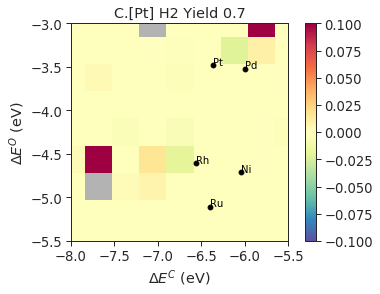 C.[Pt] H2 Yield 0.7
−3.0
−3.5
−4.0
−4.5
−5.0
−5.5
ΔE^O (eV)
Pt
Pd
Rh
Ni
Ru
−8.0 −7.5 −7.0 −6.5 −6.0 −5.5
ΔE^C (eV)
0.100
0.075
0.050
0.025
0.000
−0.025
−0.050
−0.075
−0.100